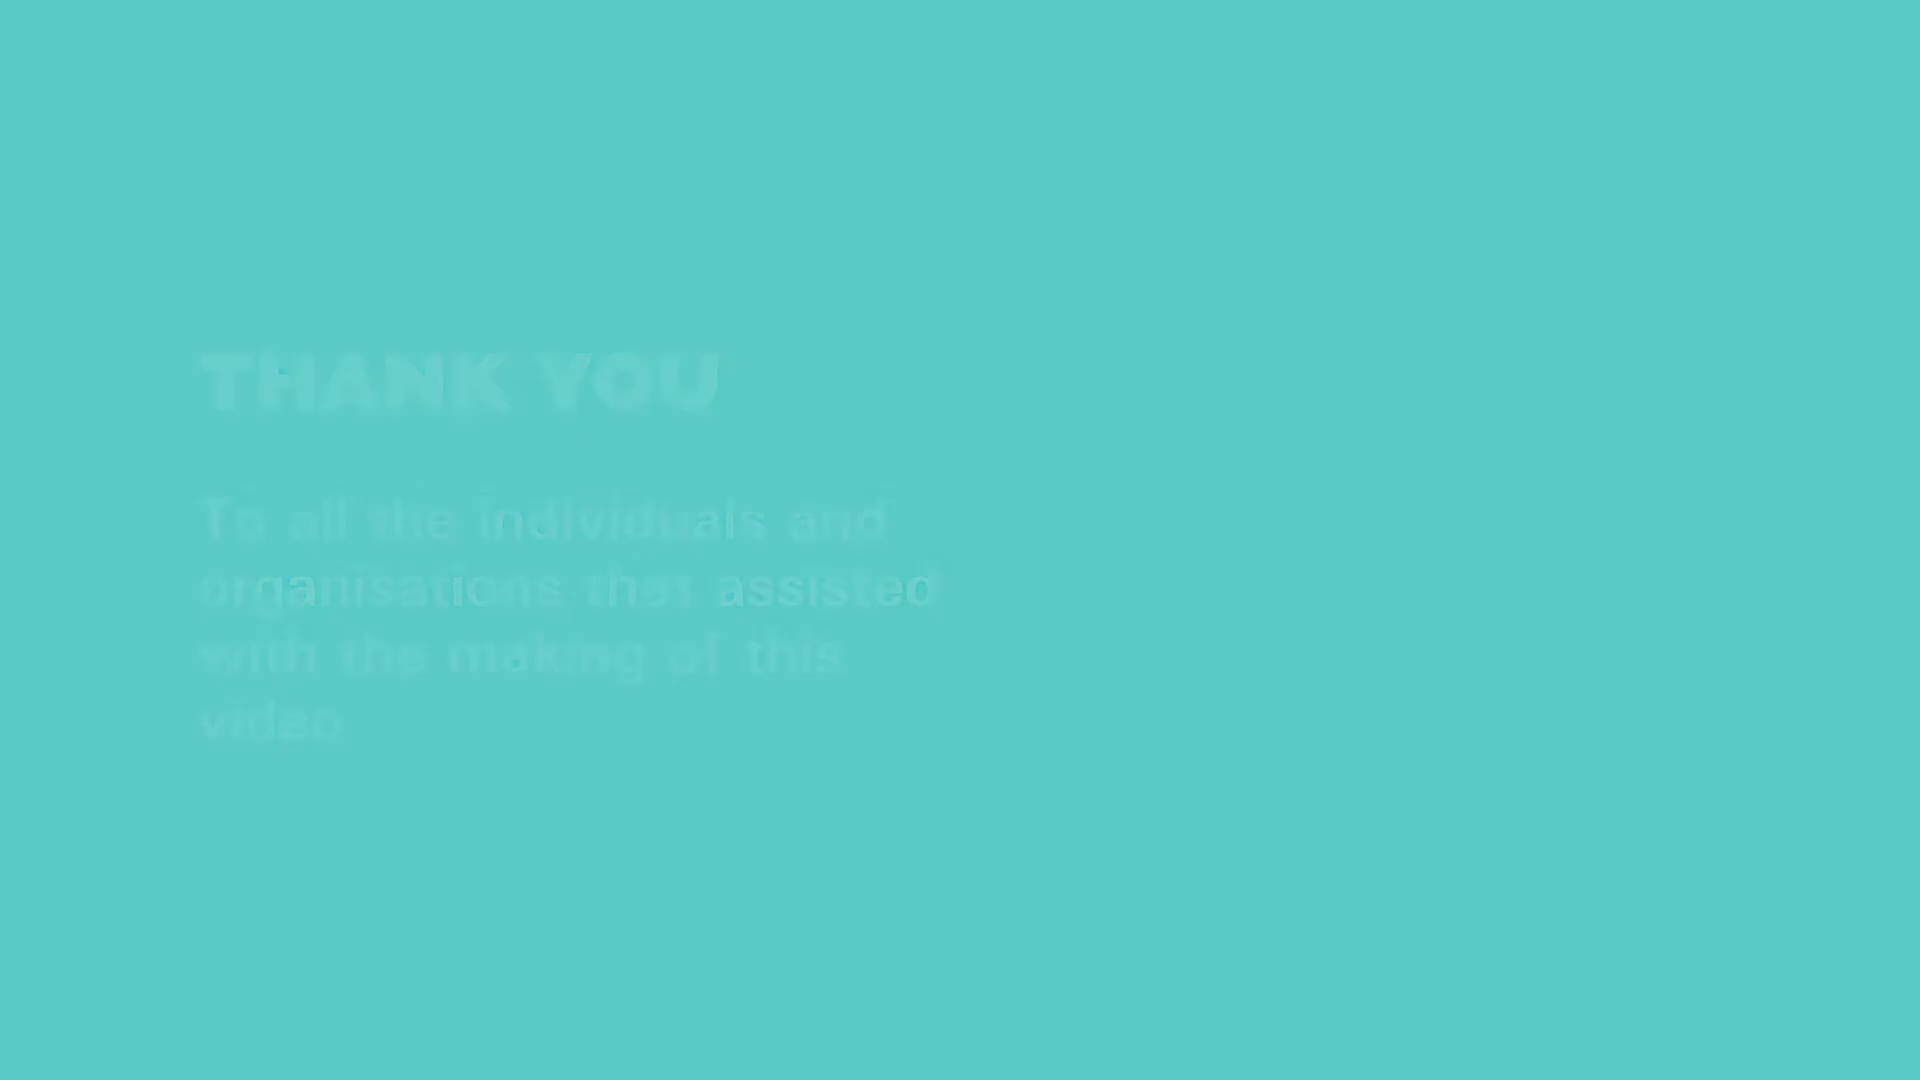 THANK YOU
To all the individuals and
organisations that assisted
with the making of this
video